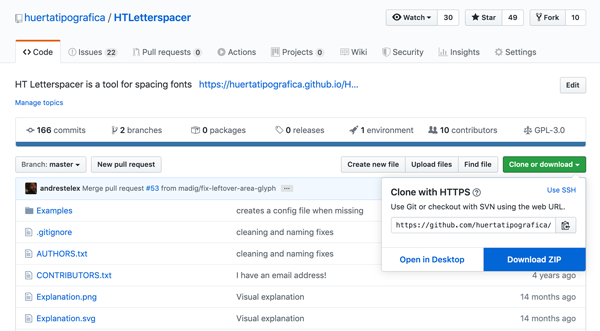 huertatipografica / HTLetterspacer
Watch 30 Star 49 Fork 10
Code Issues 22 Pull requests 0 Actions Projects 0 Wiki Security Insights Settings
HT Letterspacer is a tool for spacing fonts https://huertatipografica.github.io/H... Edit
Manage topics
166 commits 2 branches 0 packages 0 releases 1 environment 10 contributors GPL-3.0
Branch: master New pull request Create new file Upload files Find file Clone or download
andrestelex Merge pull request #53 from madig/fix-leftover-area-glyph
Clone with HTTPS Use SSH
Use Git or checkout with SVN using the web URL.
https://github.com/huertatipografica/
Open in Desktop Download ZIP
Examples creates a config file when missing
.gitignore cleaning and naming fixes
AUTHORS.txt cleaning and naming fixes
CONTRIBUTORS.txt I have an email address! 4 years ago
Explanation.png Visual explanation 14 months ago
Explanation.svg Visual explanation 14 months ago